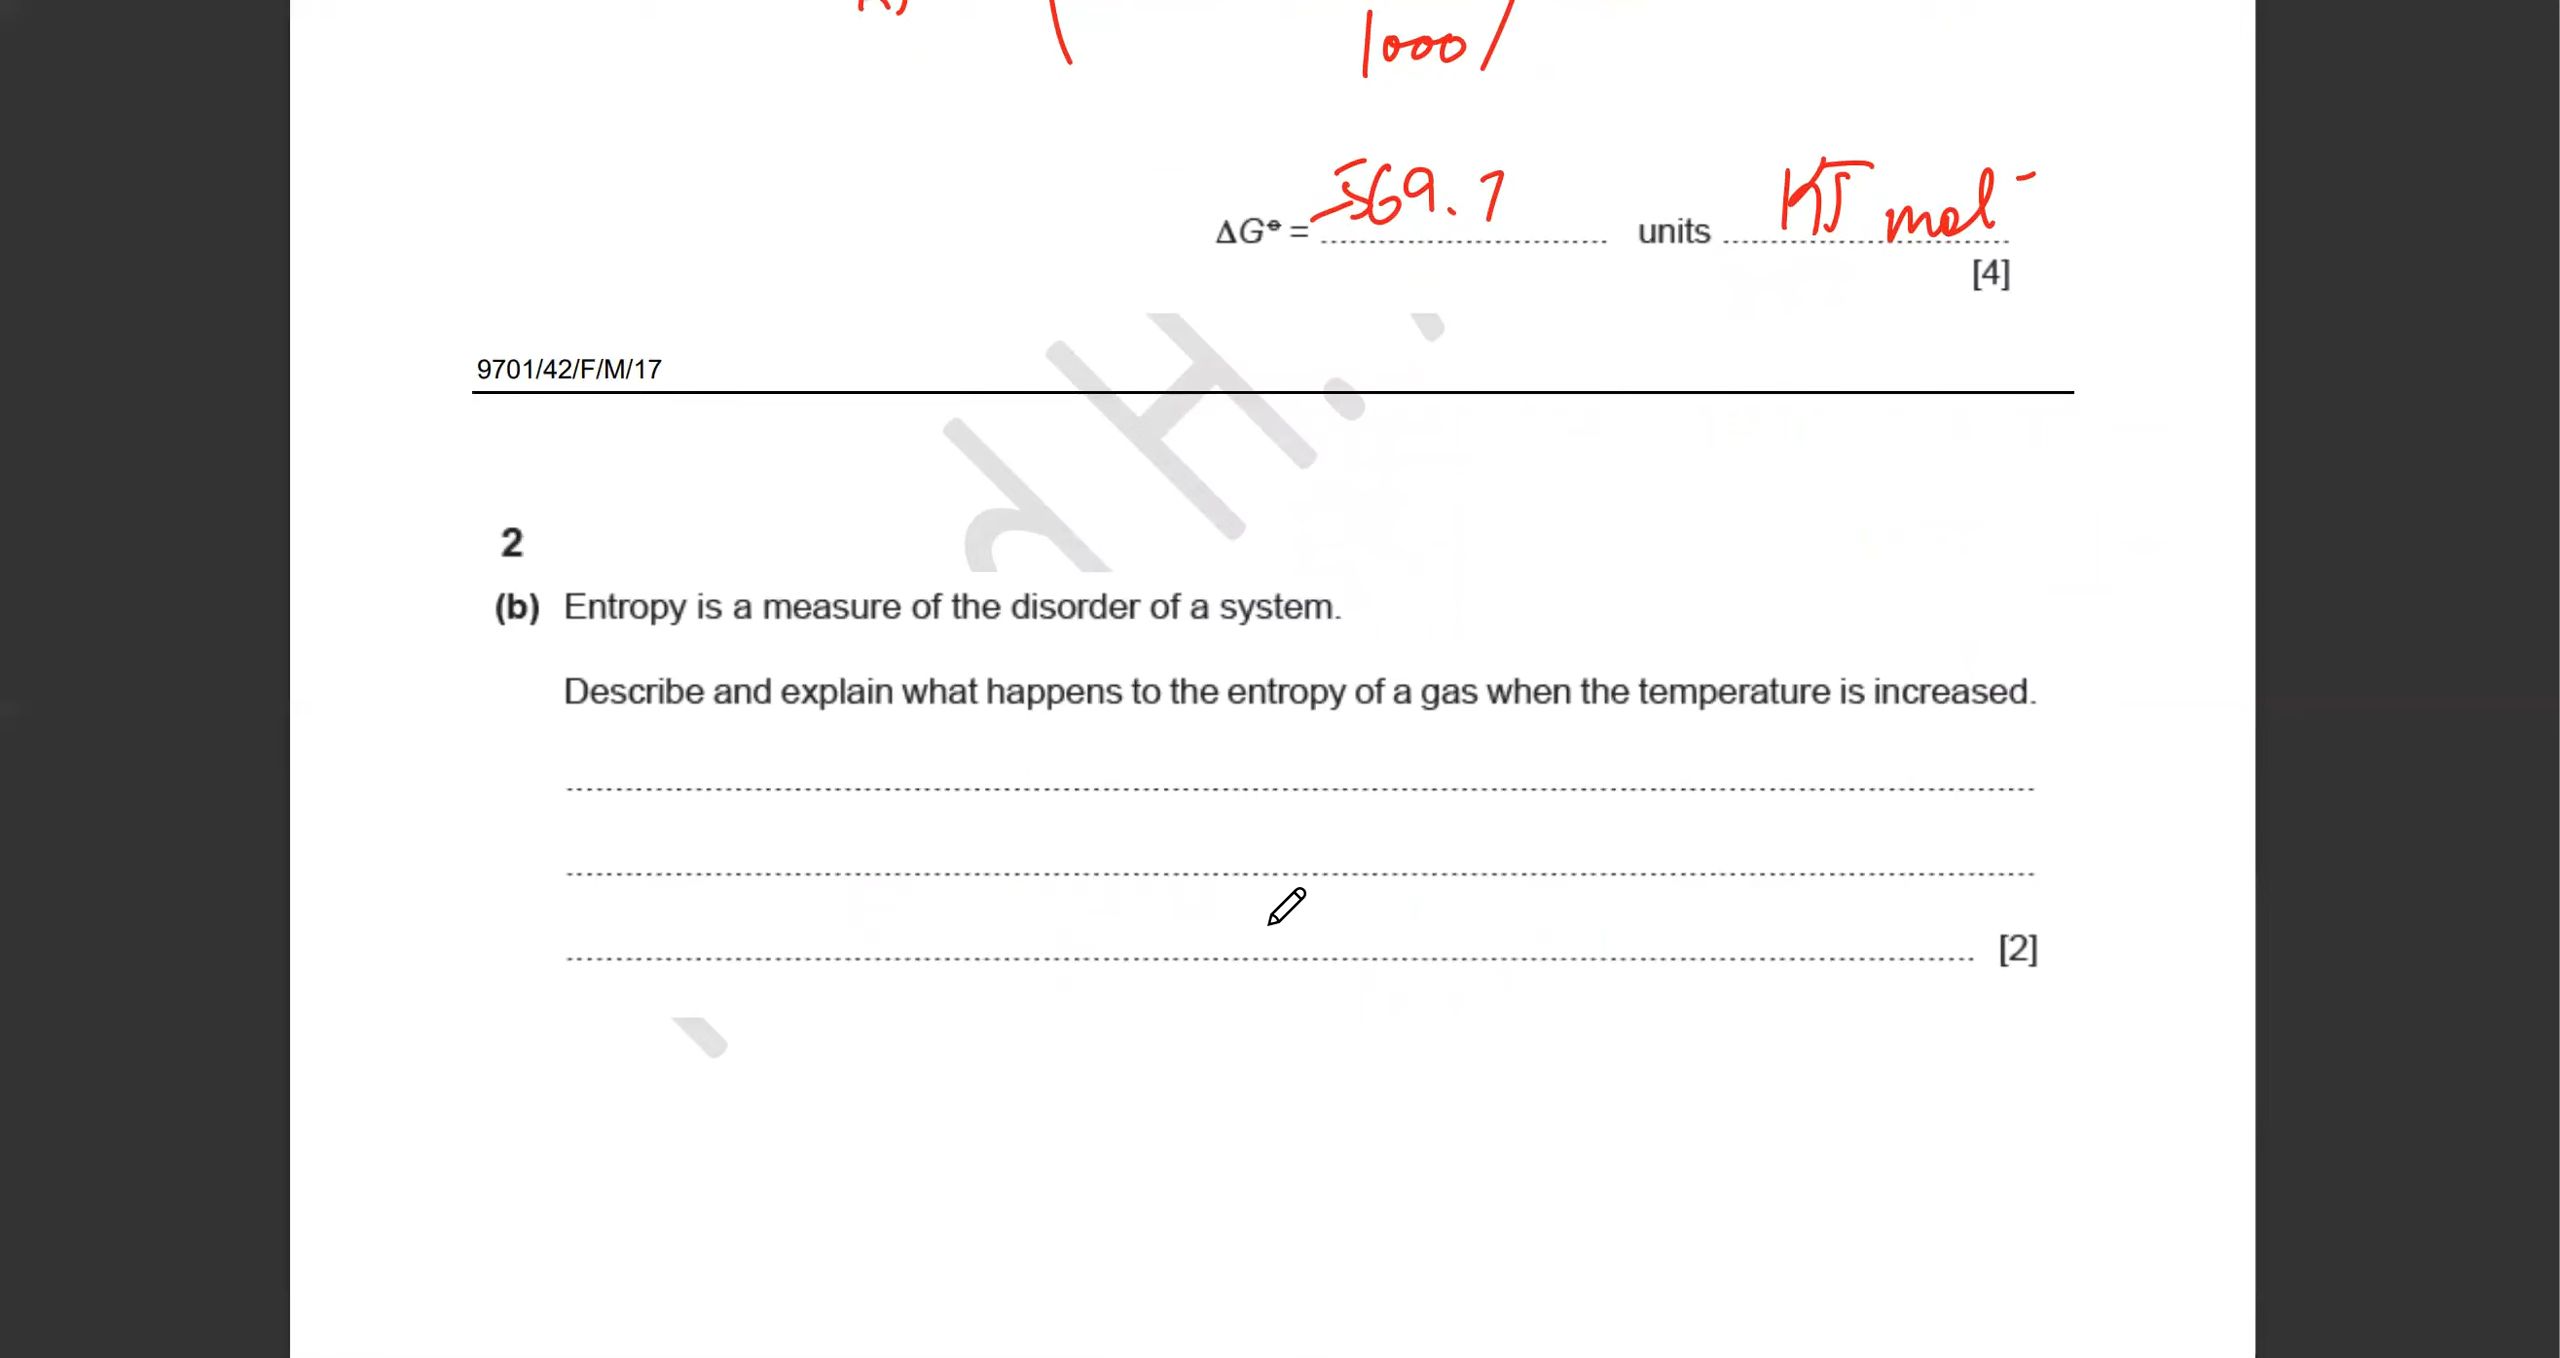 1000
ΔG⦵ = -569.7 units KJ mol⁻
[4]
9701/42/F/M/17
2
(b) Entropy is a measure of the disorder of a system.
Describe and explain what happens to the entropy of a gas when the temperature is increased.
[2]